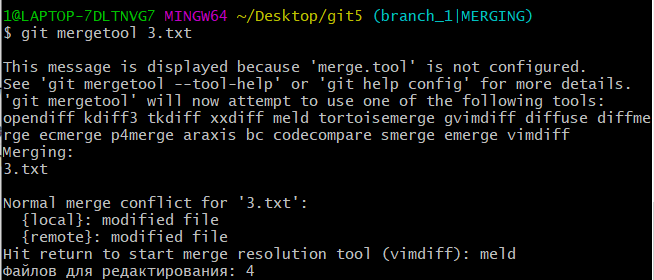 1@LAPTOP-7DLTNVG7 MINGW64 ~/Desktop/git5 (branch_1|MERGING)
$ git mergetool 3.txt
This message is displayed because 'merge.tool' is not configured.
See 'git mergetool --tool-help' or 'git help config' for more details.
'git mergetool' will now attempt to use one of the following tools:
opendiff kdiff3 tkdiff xxdiff meld tortoisemerge gvimdiff diffuse diffme
rge ecmerge p4merge araxis bc codecompare smerge emerge vimdiff
Merging:
3.txt
Normal merge conflict for '3.txt':
  {local}: modified file
  {remote}: modified file
Hit return to start merge resolution tool (vimdiff): meld
Файлов для редактирования: 4